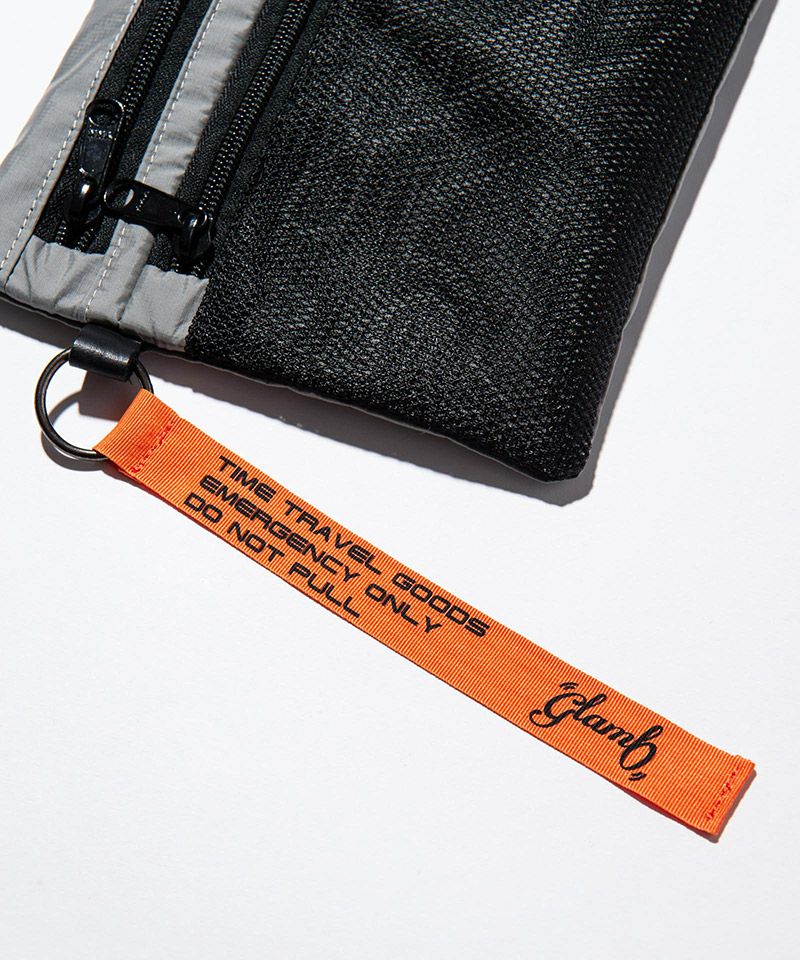 TIME TRAVEL GOODS
EMERGENCY ONLY
DO NOT PULL
glamb